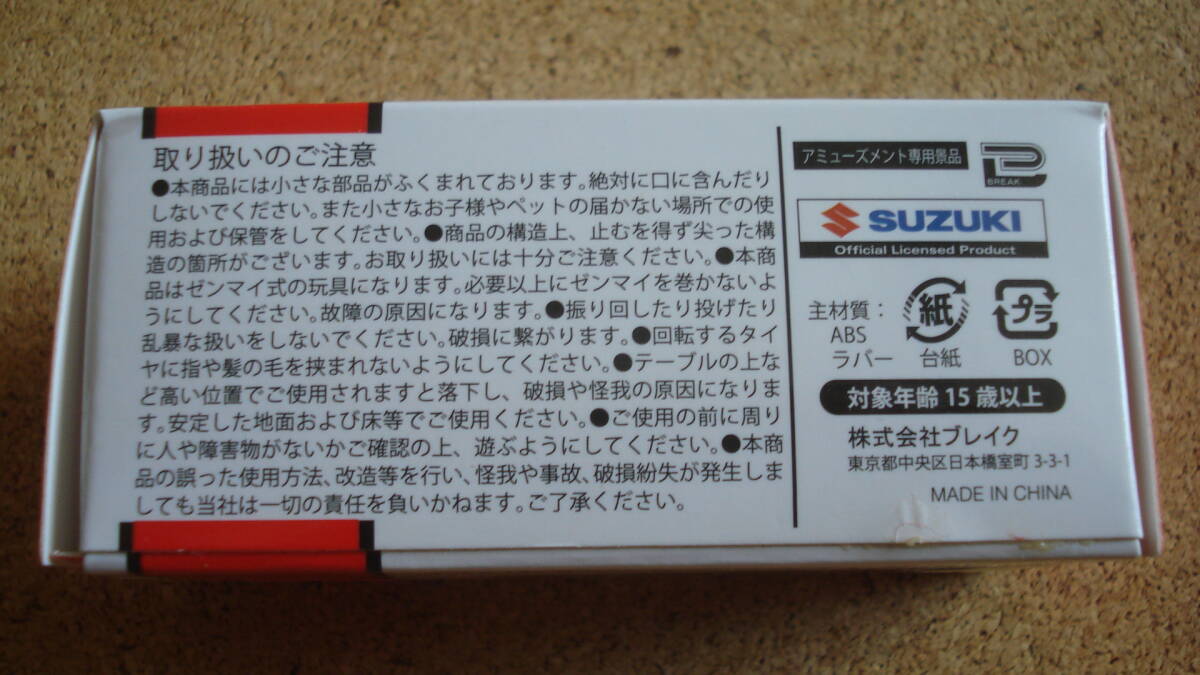 取り扱いのご注意
●本商品には小さな部品がふくまれております。絶対に口に含んだり
しないでください。また小さなお子様やペットの届かない場所での使
用および保管をしてください。●商品の構造上、止むを得ず尖った構
造の箇所がございます。お取り扱いには十分ご注意ください。●本商
品はゼンマイ式の玩具になります。必要以上にゼンマイを巻かないよ
うにしてください。故障の原因になります。●振り回したり投げたり
乱暴な扱いをしないでください。破損に繋がります。●回転するタイ
ヤに指や髪の毛を挟まれないようにしてください。●テーブルの上な
ど高い位置でご使用されますと落下し、破損や怪我の原因になりま
す。安定した地面および床等でご使用ください。●ご使用の前に周り
に人や障害物がないかご確認の上、遊ぶようにしてください。●本商
品の誤った使用方法、改造等を行い、怪我や事故、破損紛失が発生しま
しても当社は一切の責任を負いかねます。ご了承ください。
アミューズメント専用景品
BREAK
SUZUKI
Official Licensed Product
主材質：
ABS
ラバー
紙
台紙
プラ
BOX
対象年齢15歳以上
株式会社ブレイク
東京都中央区日本橋室町 3-3-1
MADE IN CHINA